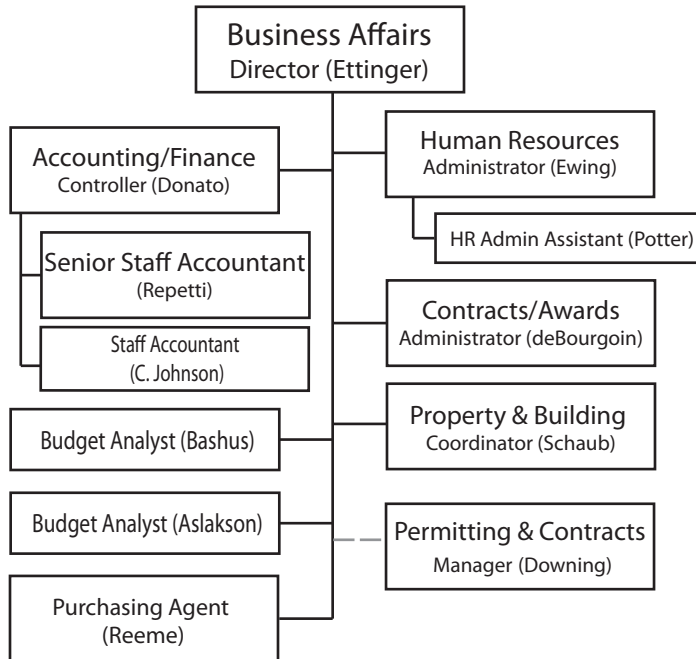 Business Affairs
Director (Ettinger)
Accounting/Finance
Controller (Donato)
Senior Staff Accountant
(Repetti)
Staff Accountant
(C. Johnson)
Budget Analyst (Bashus)
Budget Analyst (Aslakson)
Purchasing Agent
(Reeme)
Human Resources
Administrator (Ewing)
HR Admin Assistant (Potter)
Contracts/Awards
Administrator (deBourgoin)
Property & Building
Coordinator (Schaub)
Permitting & Contracts
Manager (Downing)